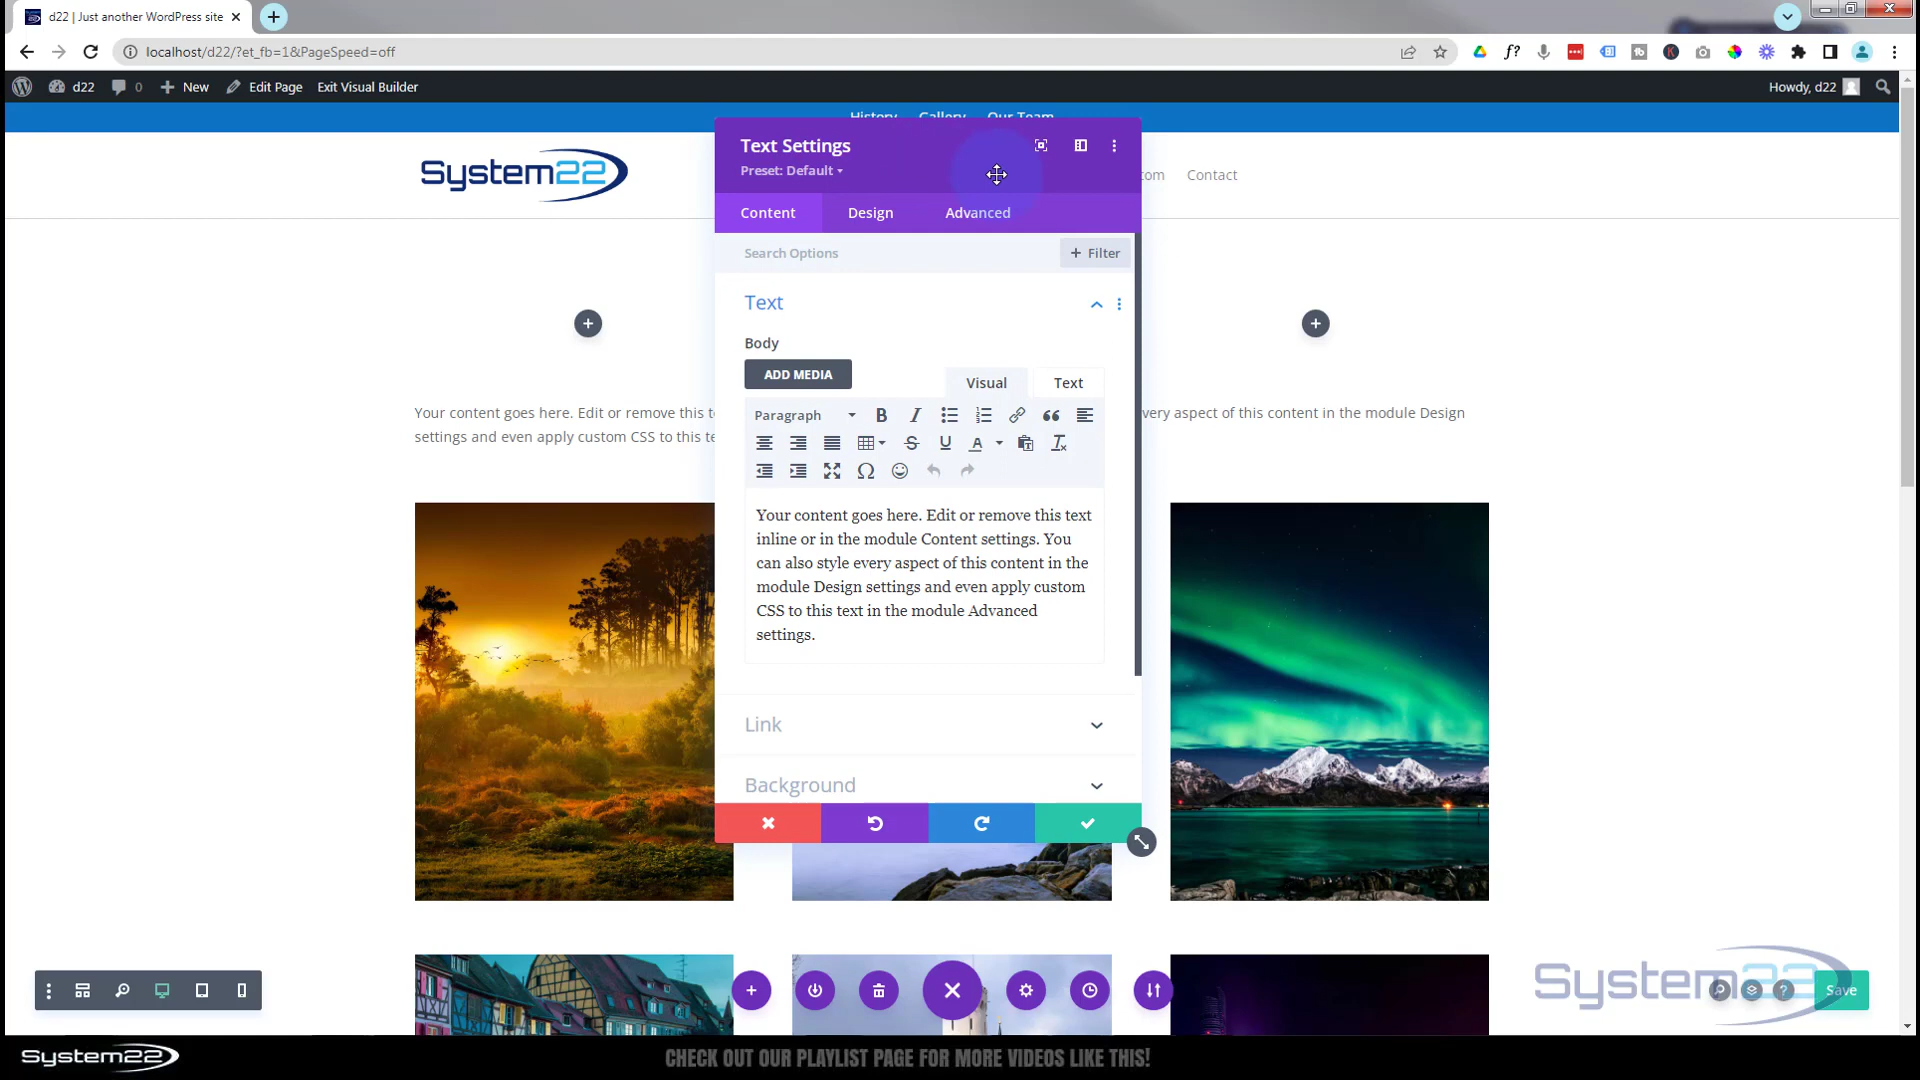 d22 | Just another WordPress site
localhost/d22/?et_fb=1&PageSpeed=off
d22 0 New Edit Page Exit Visual Builder Howdy, d22
History Gallery Our Team
System22
Text Settings
Preset: Default
Contact
Content Design Advanced
Search Options + Filter
Text
Body
ADD MEDIA
Visual Text
Paragraph
Your content goes here. Edit or remove this
settings and even apply custom CSS to this
every aspect of this content in the module Design
Your content goes here. Edit or remove this text
inline or in the module Content settings. You
can also style every aspect of this content in the
module Design settings and even apply custom
CSS to this text in the module Advanced
settings.
Link
Background
System22
Save
System22
CHECK OUT OUR PLAYLIST PAGE FOR MORE VIDEOS LIKE THIS!